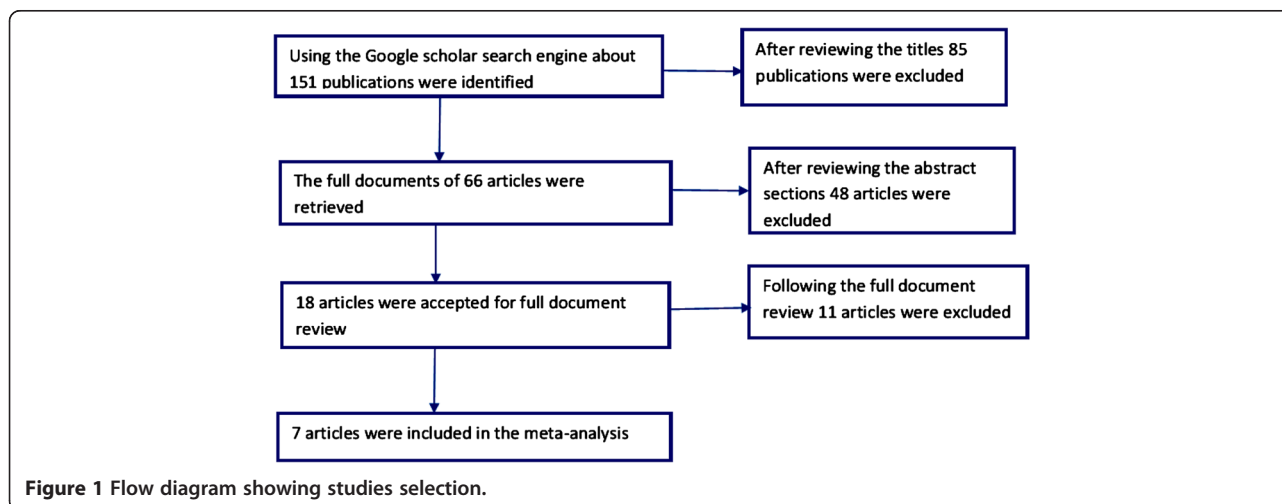 Using the Google scholar search engine about
151 publications were identified
After reviewing the titles 85
publications were excluded
The full documents of 66 articles were
retrieved
After reviewing the abstract
sections 48 articles were
excluded
18 articles were accepted for full document
review
Following the full document
review 11 articles were excluded
7 articles were included in the meta-analysis
Figure 1 Flow diagram showing studies selection.